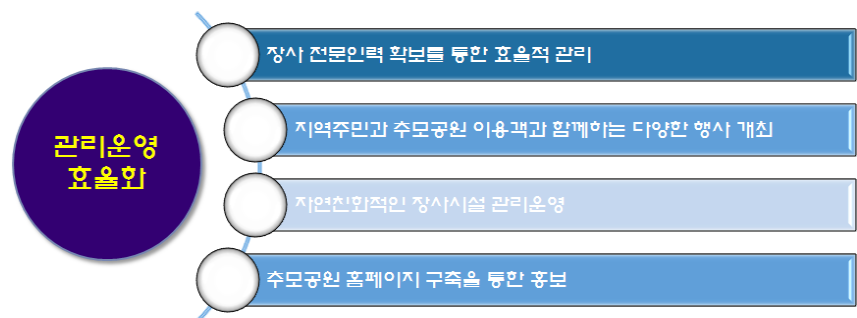 관리운영
효율화
장사 전문인력 확보를 통한 효율적 관리
지역주민과 추모공원 이용객과 함께하는 다양한 행사 개최
자연친화적인 장사시설 관리운영
추모공원 홈페이지 구축을 통한 홍보